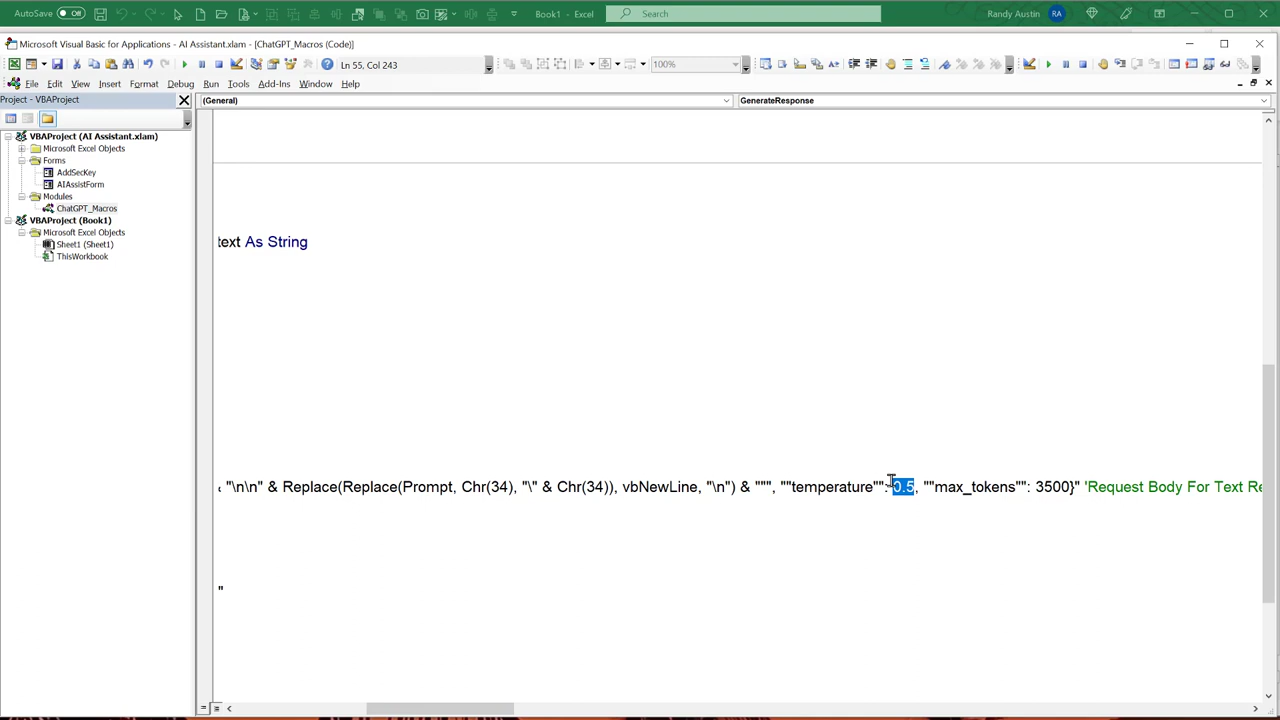 AutoSave Off Book1 - Excel Search Randy Austin RA
Microsoft Visual Basic for Applications - AI Assistant.xlam - [ChatGPT_Macros (Code)]
Ln 55, Col 243 100%
File Edit View Insert Format Debug Run Tools Add-Ins Window Help
Project - VBAProject
(General) GenerateResponse
VBAProject (AI Assistant.xlam)
Microsoft Excel Objects
Forms
AddSecKey
AIAssistForm
Modules
ChatGPT_Macros
VBAProject (Book1)
Microsoft Excel Objects
Sheet1 (Sheet1)
ThisWorkbook
text As String
"\n\n" & Replace(Replace(Prompt, Chr(34), "\" & Chr(34)), vbNewLine, "\n") & """, ""temperature"": 0.5, ""max_tokens"": 3500}" 'Request Body For Text Re
"